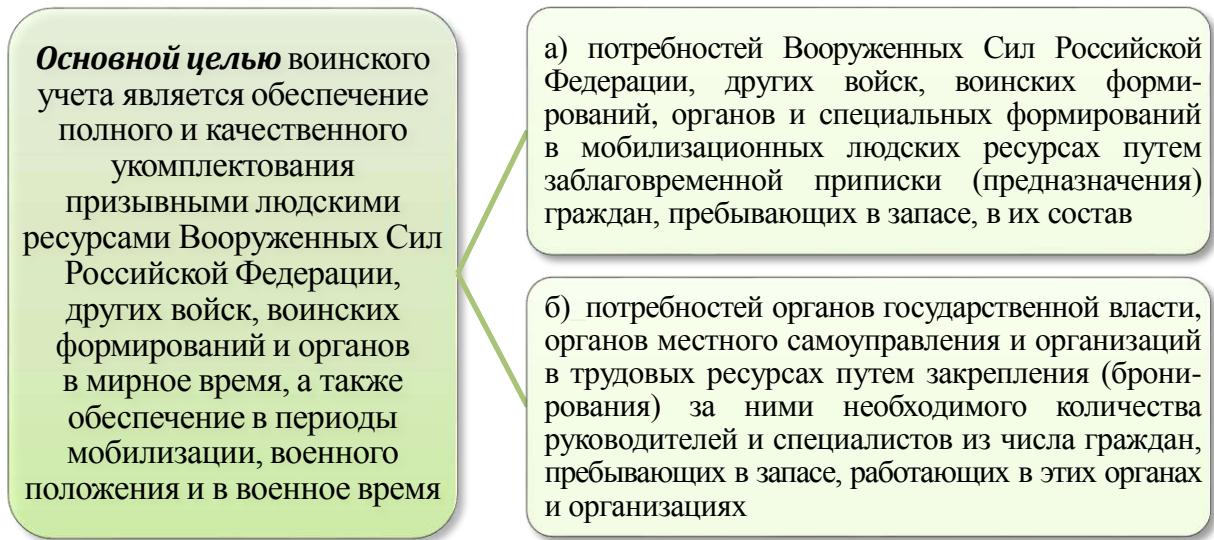 Основной целью воинского
учета является обеспечение
полного и качественного
укомплектования
призывными людскими
ресурсами Вооруженных Сил
Российской Федерации,
других войск, воинских
формирований и органов
в мирное время, а также
обеспечение в периоды
мобилизации, военного
положения и в военное время
а) потребностей Вооруженных Сил Российской
Федерации, других войск, воинских форми-
рований, органов и специальных формирований
в мобилизационных людских ресурсах путем
заблаговременной приписки (предназначения)
граждан, пребывающих в запасе, в их состав
б) потребностей органов государственной власти,
органов местного самоуправления и организаций
в трудовых ресурсах путем закрепления (брони-
рования) за ними необходимого количества
руководителей и специалистов из числа граждан,
пребывающих в запасе, работающих в этих органах
и организациях